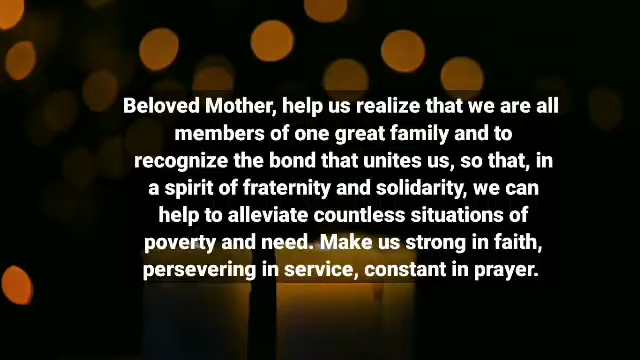 Beloved Mother, help us realize that we are all
members of one great family and to
recognize the bond that unites us, so that, in
a spirit of fraternity and solidarity, we can
help to alleviate countless situations of
poverty and need. Make us strong in faith,
persevering in service, constant in prayer.